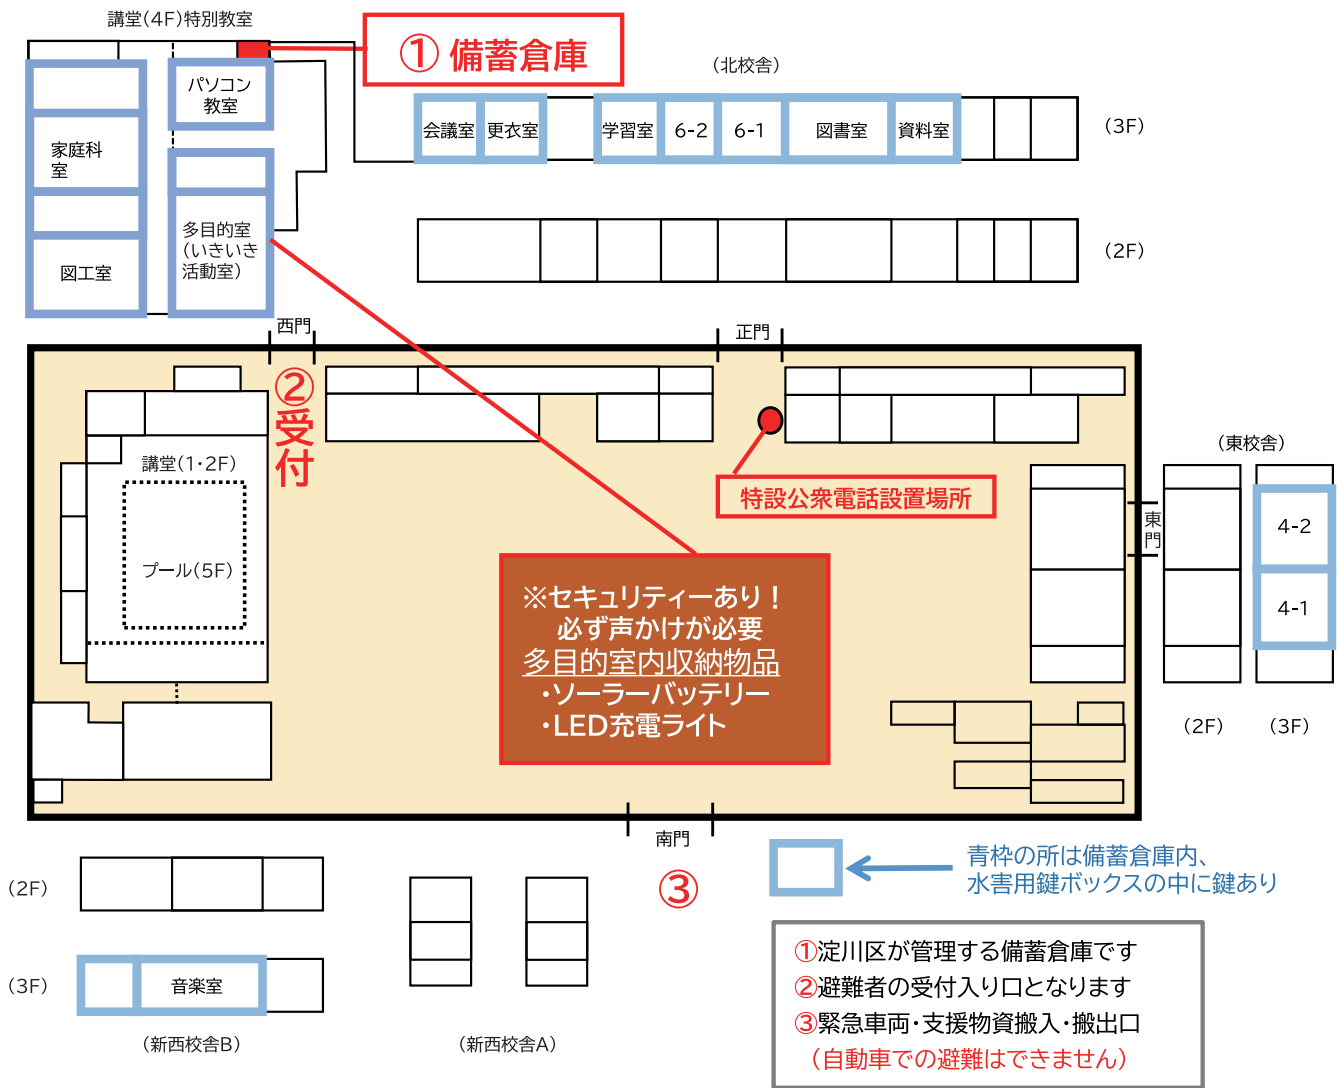 講堂(4F)特別教室
① 備蓄倉庫
(北校舎)
パソコン
教室
家庭科
室
多目的室
(いきいき
活動室)
図工室
会議室
更衣室
学習室
6-2
6-1
図書室
資料室
(3F)
(2F)
西門
正門
②
受付
講堂(1・2F)
プール(5F)
特設公衆電話設置場所
(東校舎)
東門
4-2
4-1
(2F)
(3F)
※セキュリティーあり！
必ず声かけが必要
多目的室内収納物品
・ソーラーバッテリー
・LED充電ライト
南門
③
(2F)
(3F)
音楽室
(新西校舎B)
(新西校舎A)
青枠の所は備蓄倉庫内、
水害用鍵ボックスの中に鍵あり
①淀川区が管理する備蓄倉庫です
②避難者の受付入り口となります
③緊急車両・支援物資搬入・搬出口
(自動車での避難はできません)